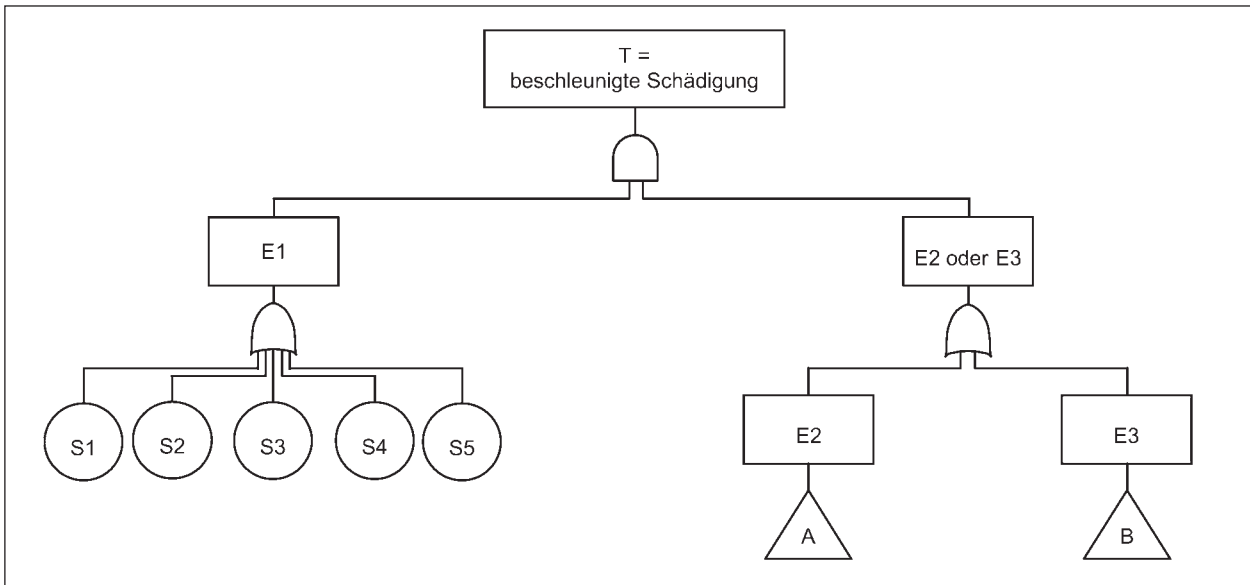 T =
beschleunigte Schädigung
E1
E2 oder E3
S1
S2
S3
S4
S5
E2
E3
A
B